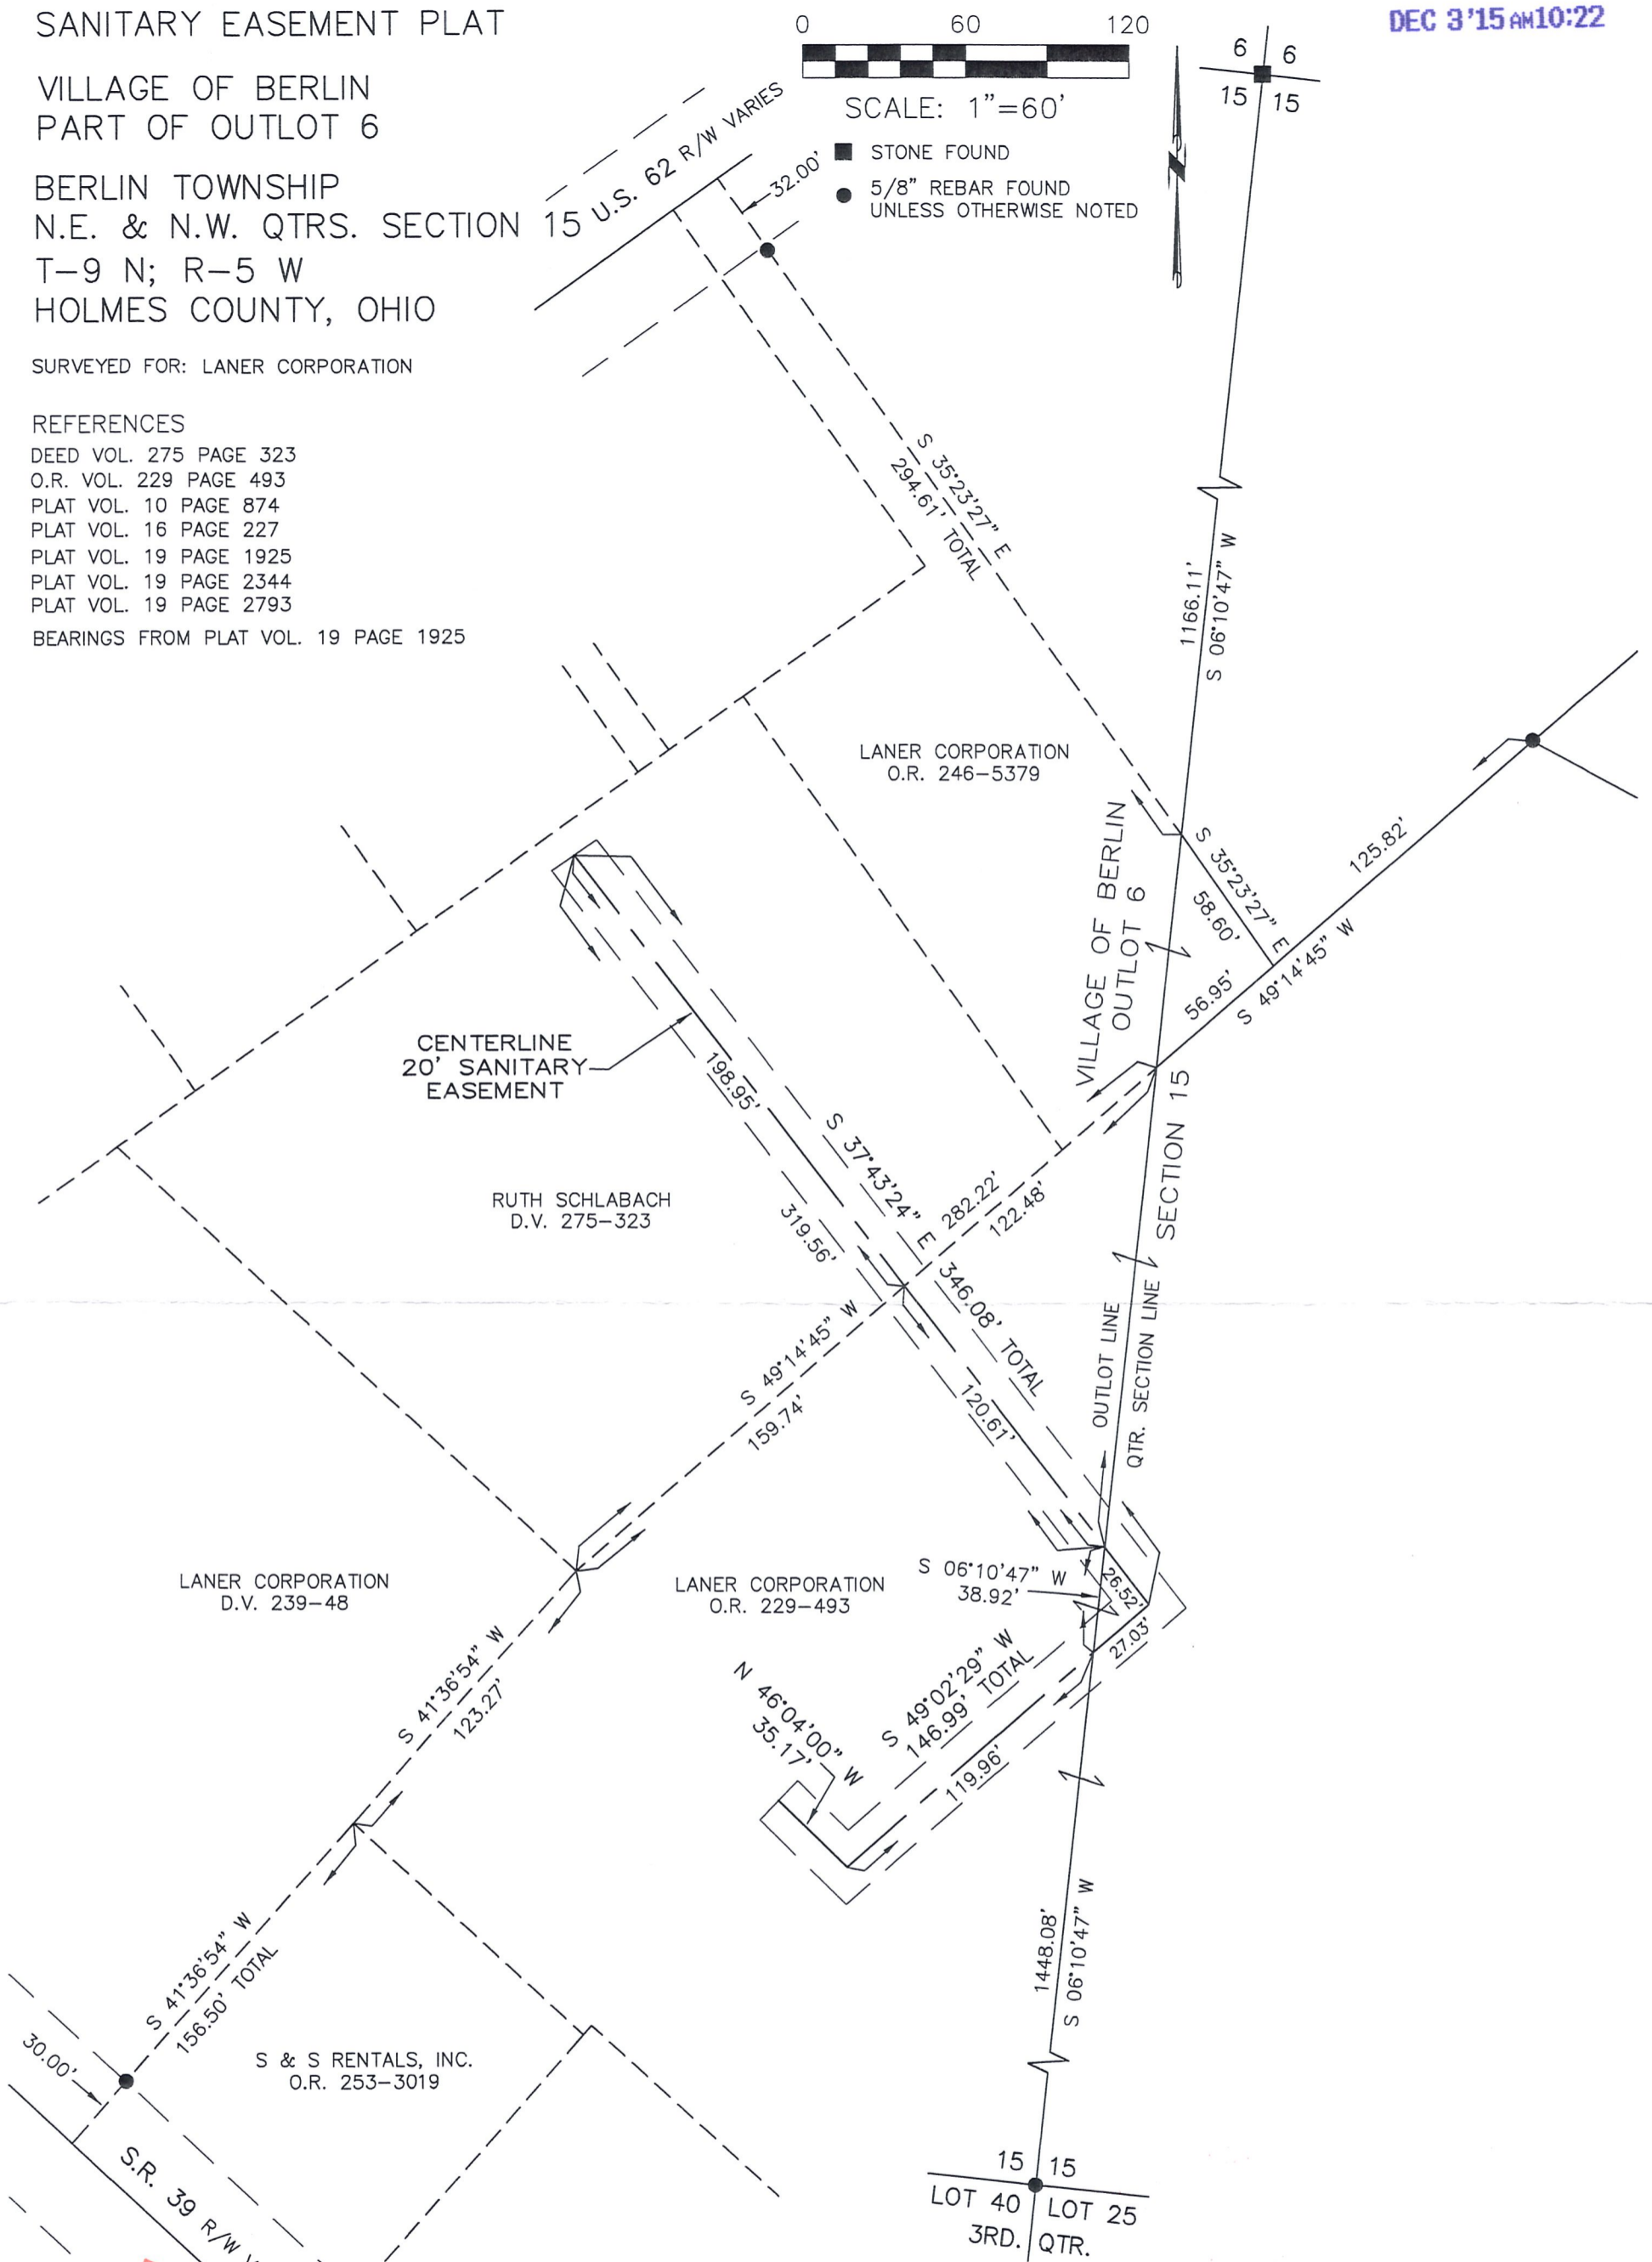 SANITARY EASEMENT PLAT
VILLAGE OF BERLIN
PART OF OUTLOT 6
BERLIN TOWNSHIP
N.E. & N.W. QTRS. SECTION 15
T-9 N; R-5 W
HOLMES COUNTY, OHIO
SURVEYED FOR: LANER CORPORATION
REFERENCES
DEED VOL. 275 PAGE 323
O.R. VOL. 229 PAGE 493
PLAT VOL. 10 PAGE 874
PLAT VOL. 16 PAGE 227
PLAT VOL. 19 PAGE 1925
PLAT VOL. 19 PAGE 2344
PLAT VOL. 19 PAGE 2793
BEARINGS FROM PLAT VOL. 19 PAGE 1925
0 60 120
SCALE: 1"=60'
STONE FOUND
5/8" REBAR FOUND
UNLESS OTHERWISE NOTED
DEC 3'15 AM10:22
6 6
15 15
U.S. 62 R/W VARIES
32.00'
S 35°23'27" E
294.61' TOTAL
1166.11'
S 06°10'47" W
LANER CORPORATION
O.R. 246-5379
VILLAGE OF BERLIN
OUTLOT 6
S 35°23'27" E
58.60'
125.82'
56.95'
S 49°14'45" W
CENTERLINE
20' SANITARY
EASEMENT
198.95'
S 37°43'24" E
346.08' TOTAL
319.56'
282.22'
122.48'
SECTION 15
RUTH SCHLABACH
D.V. 275-323
S 49°14'45" W
159.74'
120.61'
OUTLOT LINE
QTR. SECTION LINE
LANER CORPORATION
D.V. 239-48
LANER CORPORATION
O.R. 229-493
S 06°10'47" W
38.92'
26.52'
27.03'
S 41°36'54" W
123.27'
N 46°04'00" W
35.17'
S 49°02'29" W
146.99' TOTAL
119.96'
1448.08'
S 06°10'47" W
S 41°36'54" W
156.50' TOTAL
30.00'
S & S RENTALS, INC.
O.R. 253-3019
S.R. 39 R/W
15 15
LOT 40 LOT 25
3RD. QTR.